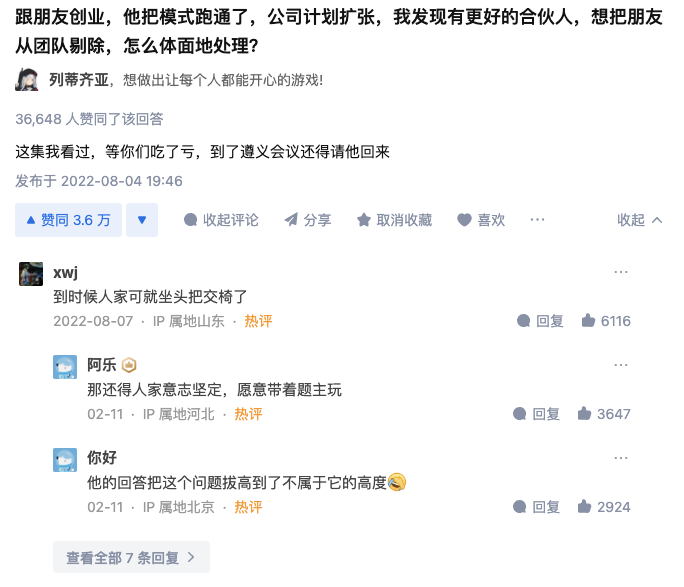 跟朋友创业，他把模式跑通了，公司计划扩张，我发现有更好的合伙人，想把朋友
从团队剔除，怎么体面地处理？
列蒂齐亚，想做出让每个人都能开心的游戏！
36,648 人赞同了该回答
这集我看过，等你们吃了亏，到了遵义会议还得请他回来
发布于 2022-08-04 19:46
赞同 3.6 万 收起评论 分享 取消收藏 喜欢 ··· 收起
xwj ···
到时候人家可就坐头把交椅了
2022-08-07 · IP 属地山东 · 热评 回复 6116
阿乐 ···
那还得人家意志坚定，愿意带着题主玩
02-11 · IP 属地河北 · 热评 回复 3647
你好 ···
他的回答把这个问题拔高到了不属于它的高度🤣
02-11 · IP 属地北京 · 热评 回复 2924
查看全部 7 条回复